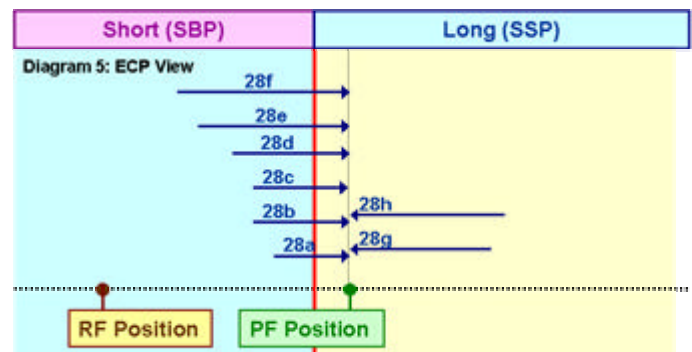 Short (SBP) Long (SSP)
Diagram 5: ECP View
28f
28e
28d
28c
28b 28h
28a 28g
RF Position PF Position